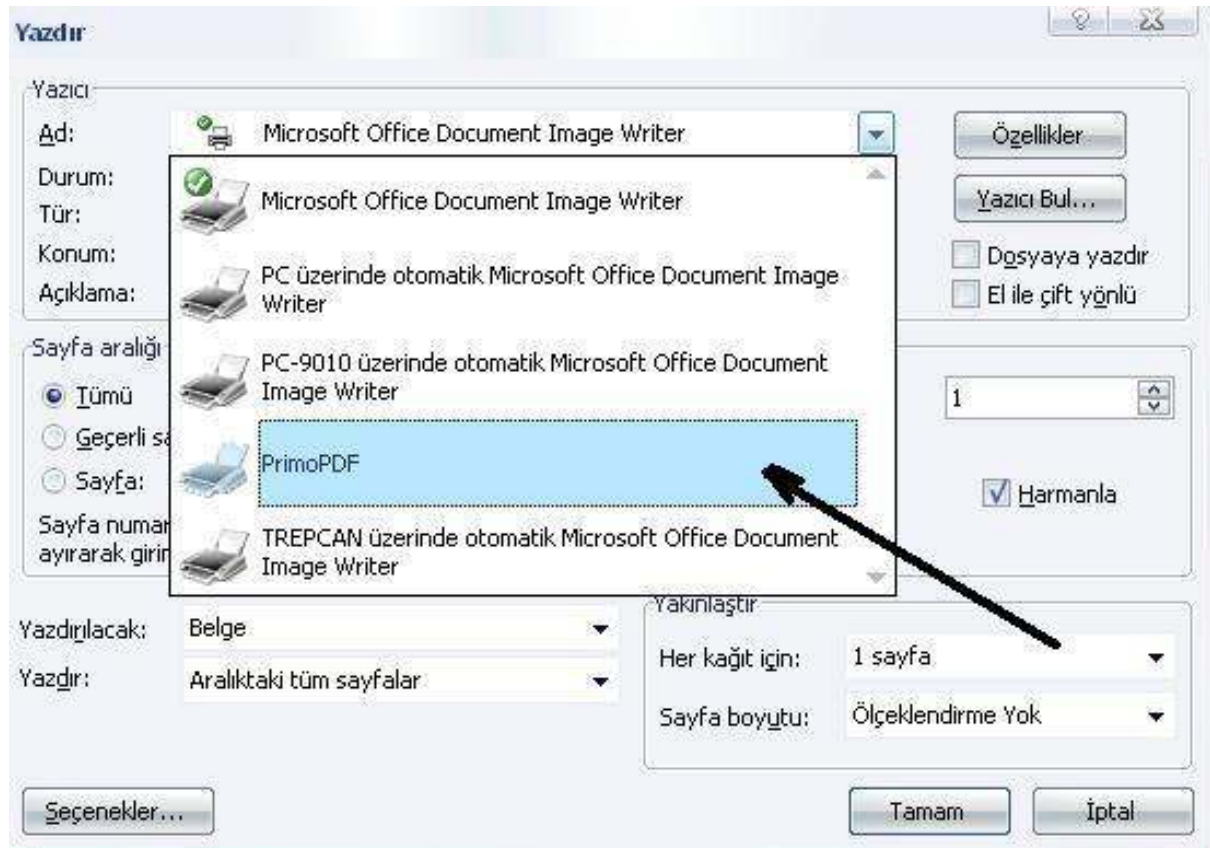 Yazdır
Yazıcı
Ad:
Microsoft Office Document Image Writer
Özellikler
Durum:
Microsoft Office Document Image Writer
Yazıcı Bul...
Tür:
Konum:
PC üzerinde otomatik Microsoft Office Document Image
Writer
Dosyaya yazdır
Açıklama:
El ile çift yönlü
Sayfa aralığı
PC-9010 üzerinde otomatik Microsoft Office Document
Image Writer
Tümü
1
Geçerli
PrimoPDF
Sayfa:
Harmanla
Sayfa
ayırarak
TREPCAN üzerinde otomatik Microsoft Office Document
Image Writer
Yakınlaştır
Yazdırılacak:
Belge
Her kağıt için:
1 sayfa
Yazdır:
Aralıktaki tüm sayfalar
Sayfa boyutu:
Ölçeklendirme Yok
Seçenekler...
Tamam
İptal